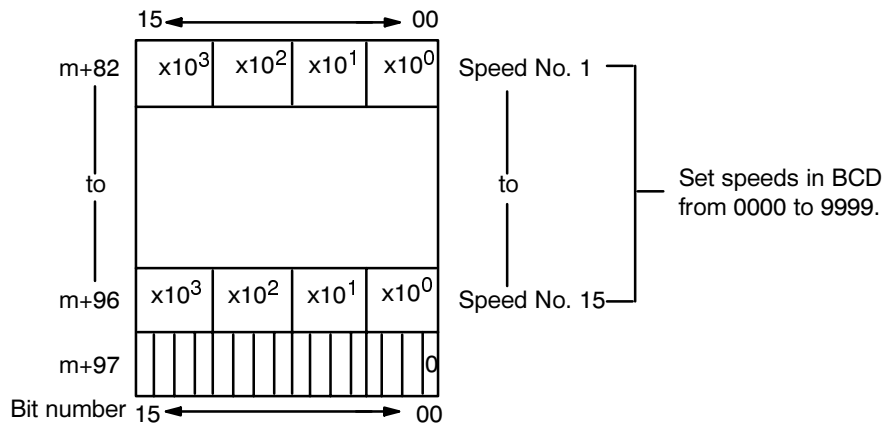 15 00
m+82 x10³ x10² x10¹ x10⁰ Speed No. 1
to to
Set speeds in BCD
from 0000 to 9999.
m+96 x10³ x10² x10¹ x10⁰ Speed No. 15
m+97 0
Bit number 15 00